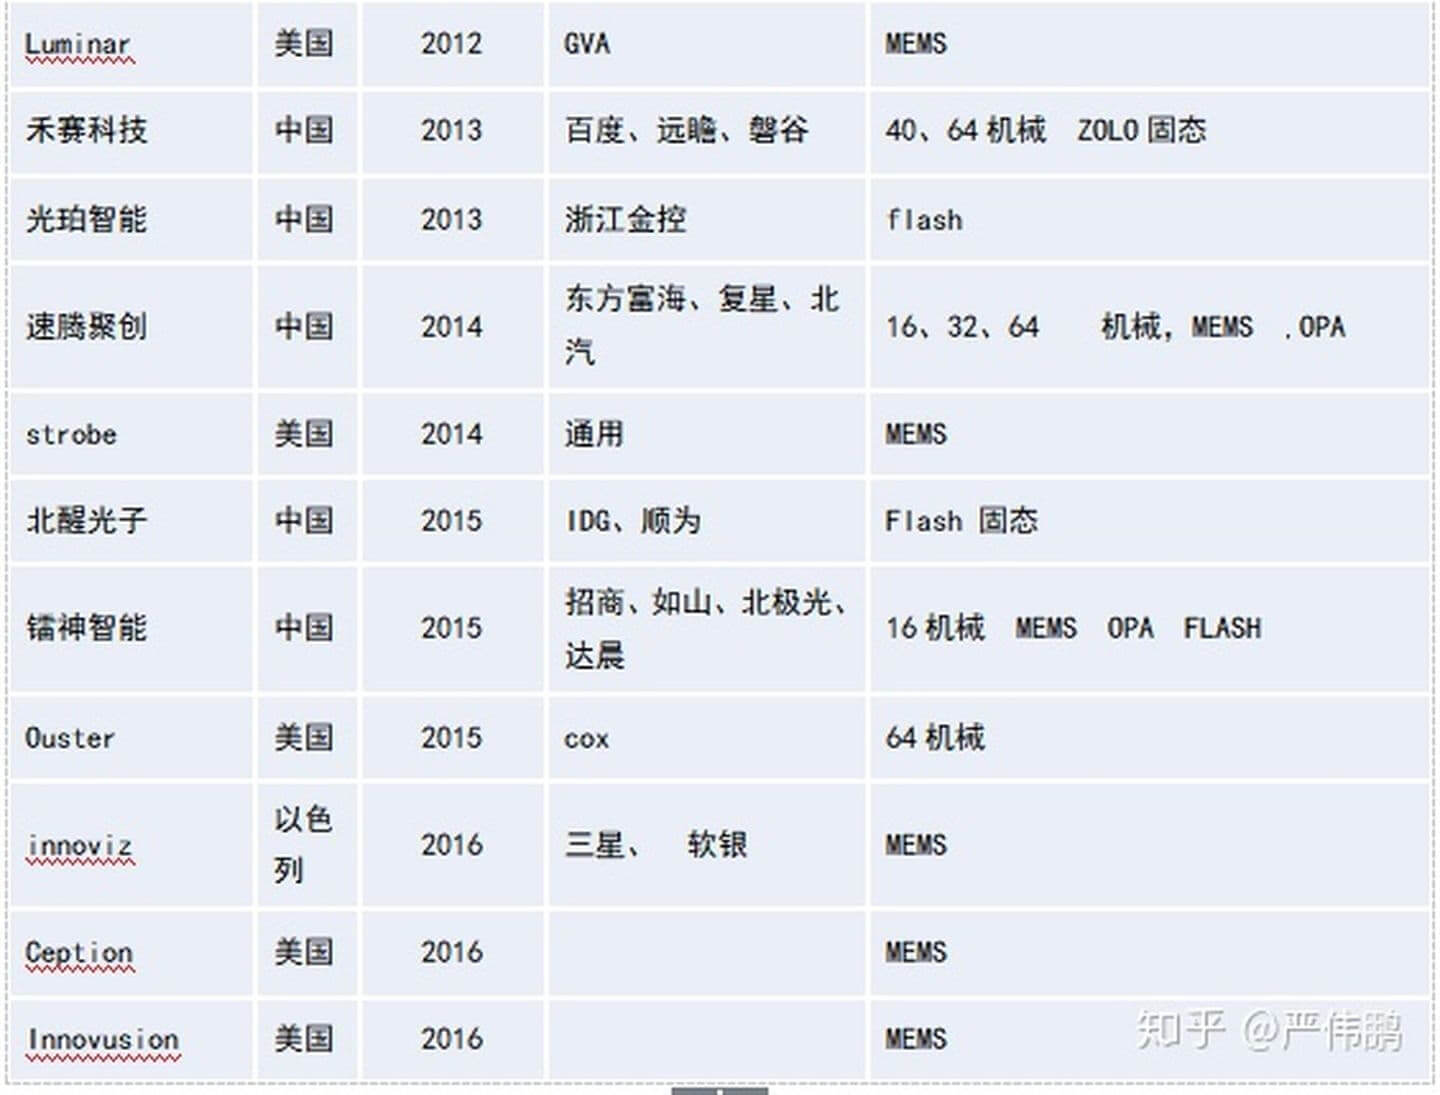 Luminar 美国 2012 GVA MEMS
禾赛科技 中国 2013 百度、远瞻、磐谷 40、64 机械 ZOLO 固态
光珀智能 中国 2013 浙江金控 flash
速腾聚创 中国 2014 东方富海、复星、北汽 16、32、64 机械，MEMS .OPA
strobe 美国 2014 通用 MEMS
北醒光子 中国 2015 IDG、顺为 Flash 固态
镭神智能 中国 2015 招商、如山、北极光、达晨 16 机械 MEMS OPA FLASH
Ouster 美国 2015 cox 64 机械
innoviz 以色列 2016 三星、 软银 MEMS
Ception 美国 2016 MEMS
Innovusion 美国 2016 MEMS
知乎 @严伟鹏